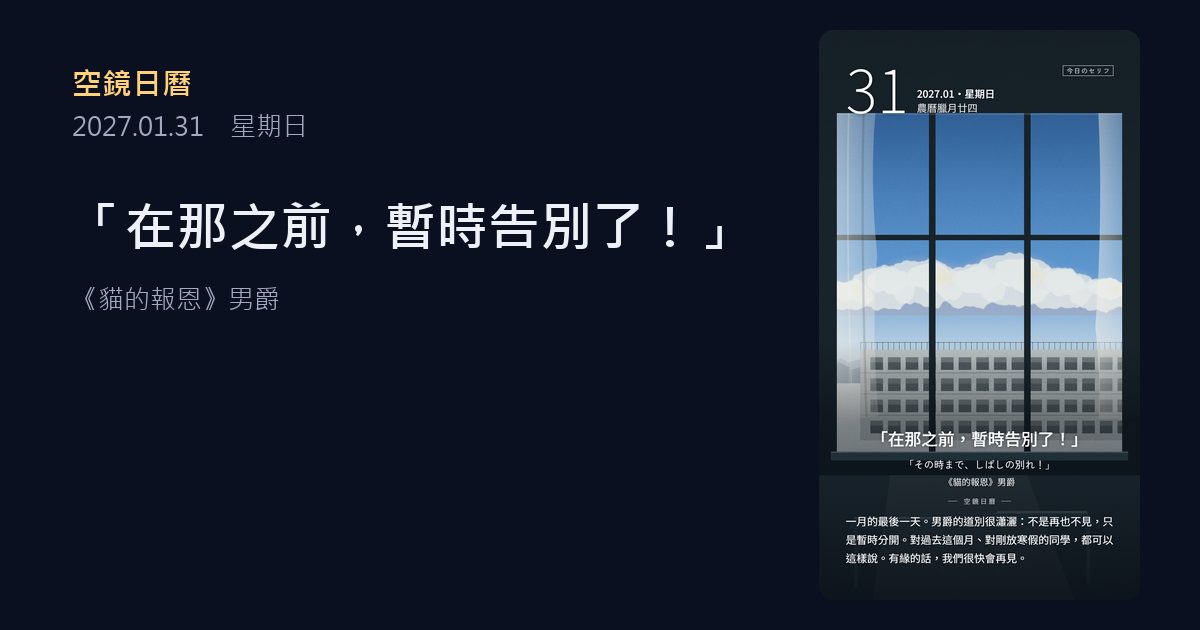 空鏡日曆
2027.01.31 星期日
「在那之前，暫時告別了！」
《貓的報恩》男爵
31
2027.01・星期日
農曆臘月廿四
今日のセリフ
「在那之前，暫時告別了！」
「その時まで、しばしの別れ！」
《貓的報恩》男爵
— 空鏡日曆 —
一月的最後一天。男爵的道別很瀟灑：不是再也不見，只
是暫時分開。對過去這個月、對剛放寒假的同學，都可以
這樣說。有緣的話，我們很快會再見。